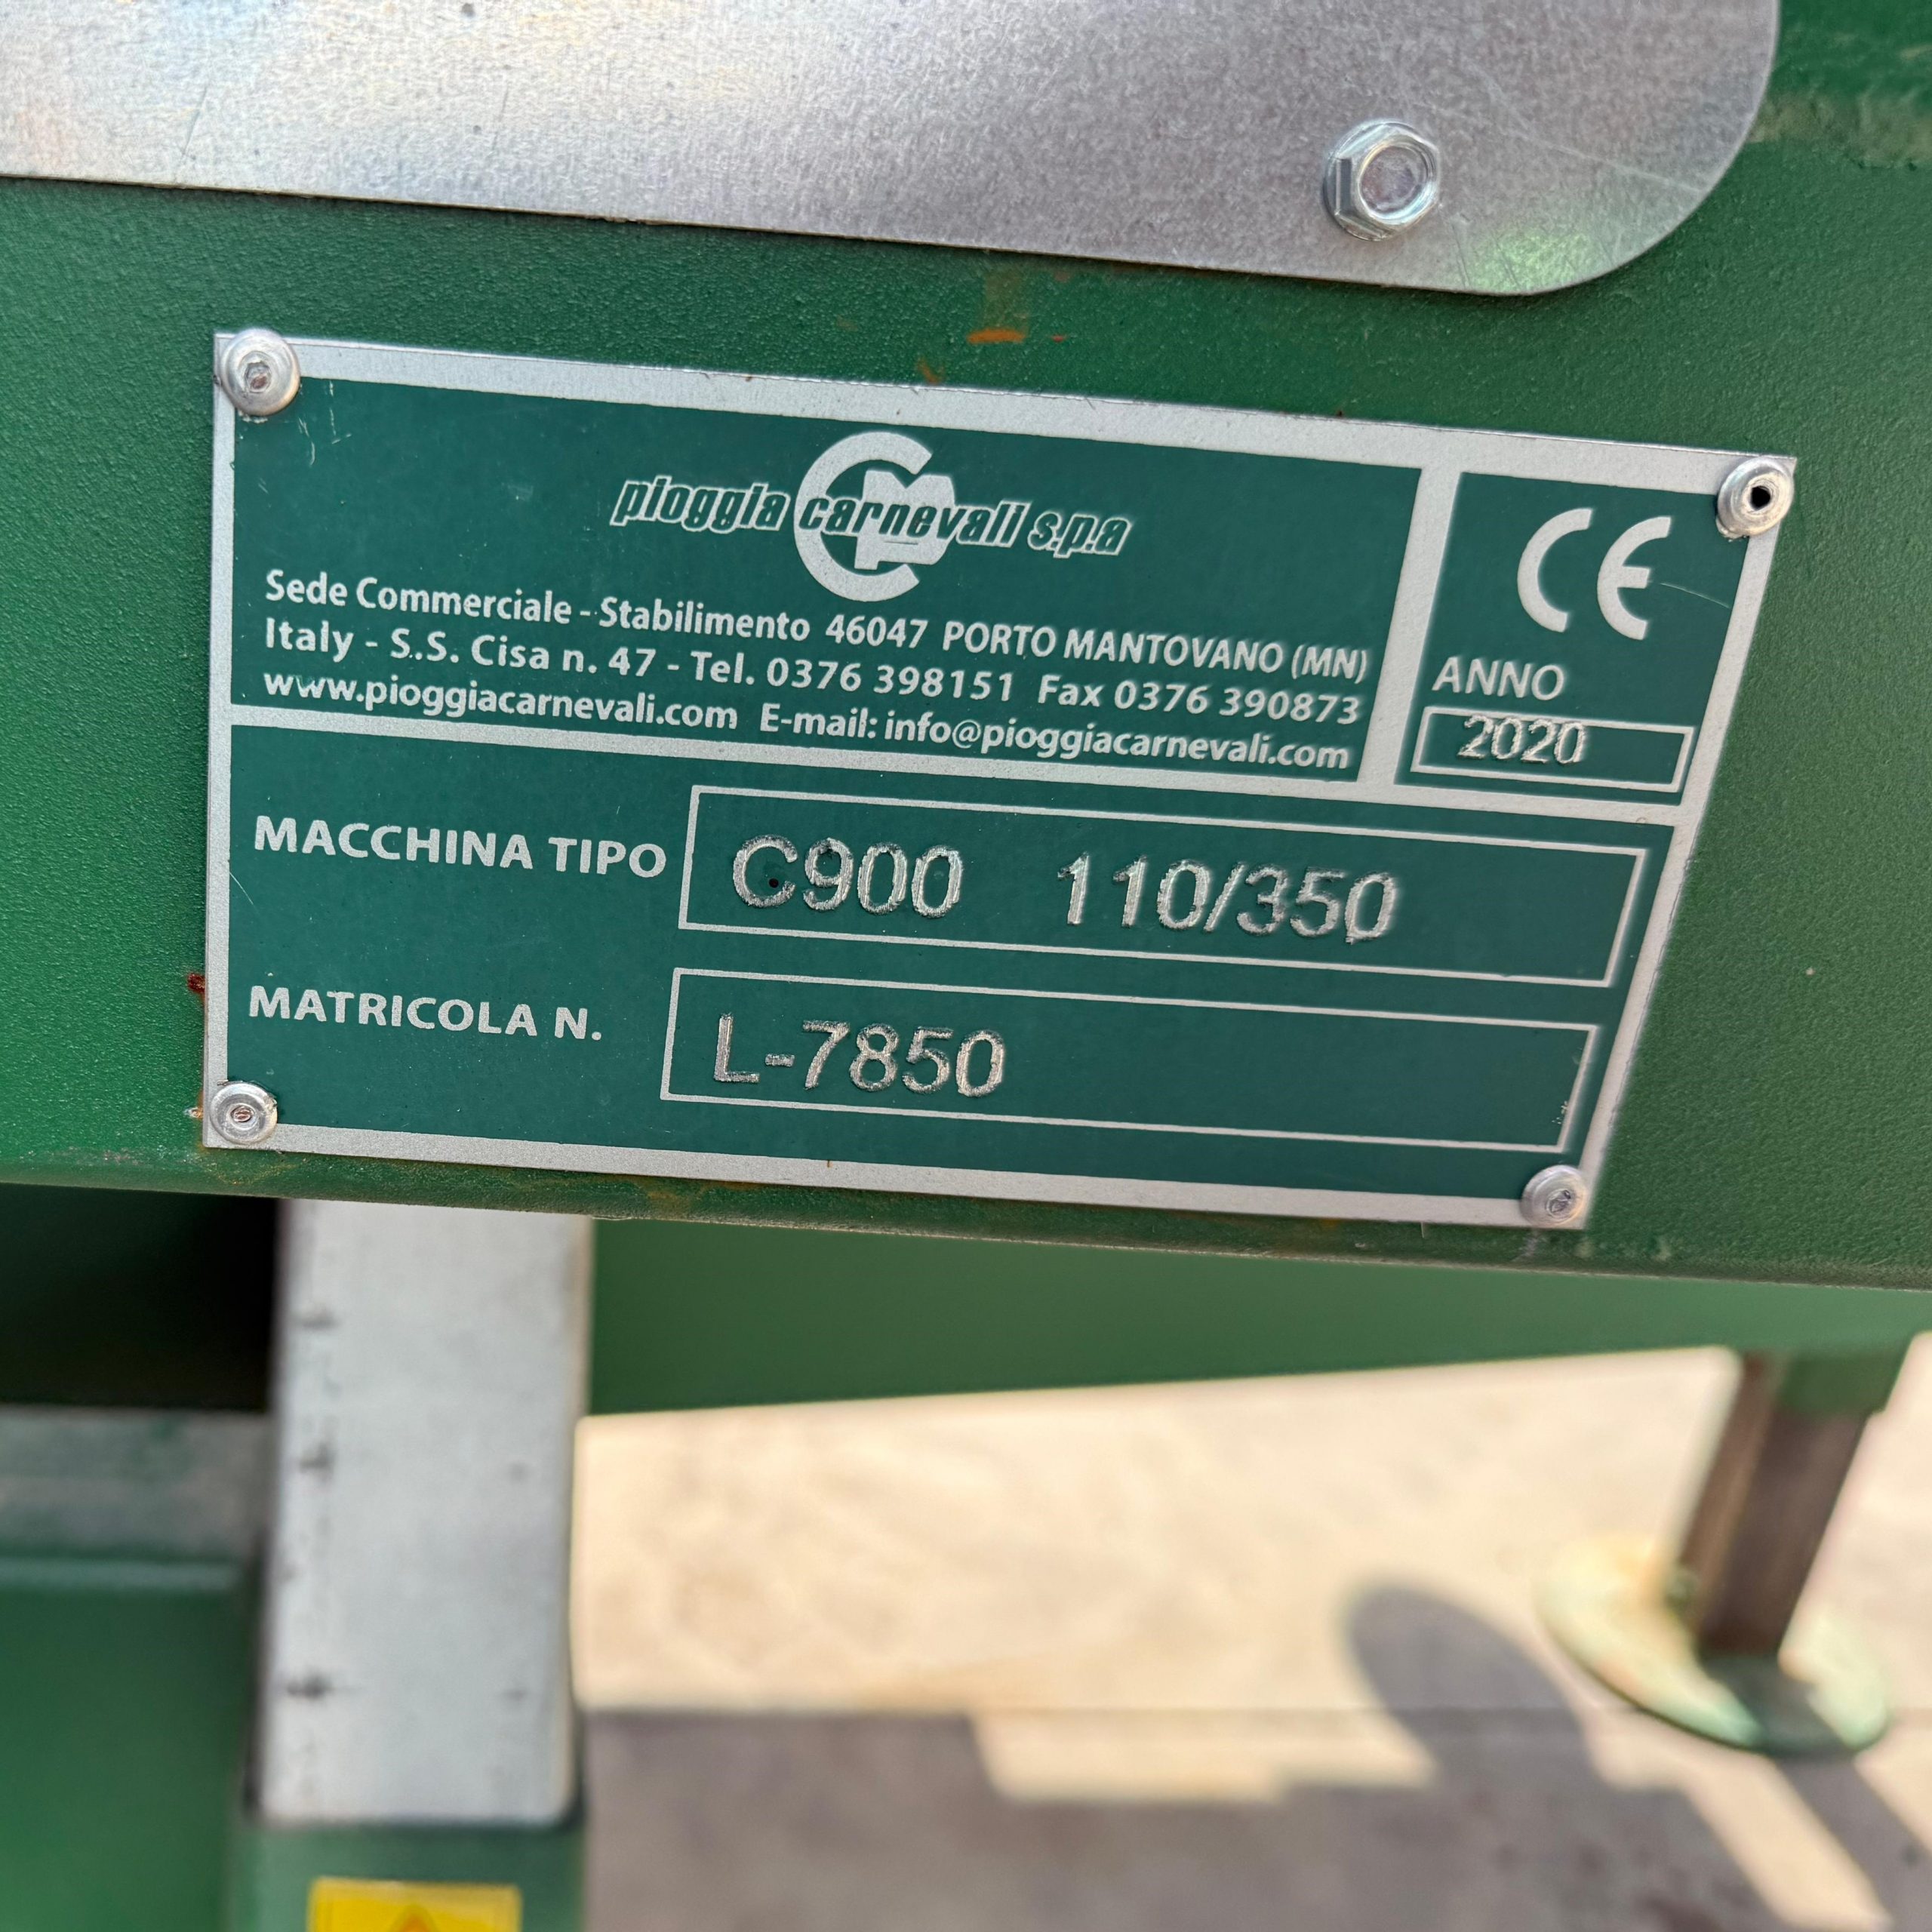 pioggia carnevali s.p.a
CE
Sede Commerciale - Stabilimento 46047 PORTO MANTOVANO (MN)
Italy - S.S. Cisa n. 47 - Tel. 0376 398151 Fax 0376 390873
www.pioggiacarnevali.com E-mail: info@pioggiacarnevali.com
ANNO
2020
MACCHINA TIPO C900 110/350
MATRICOLA N. L-7850